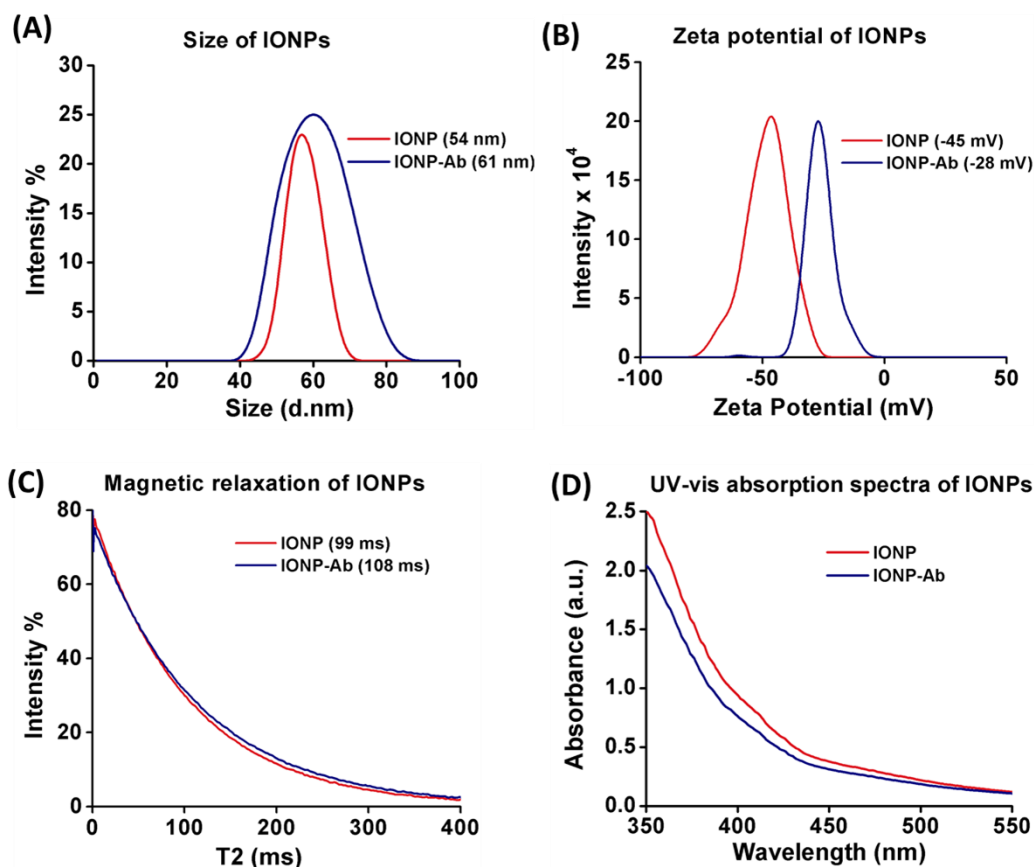 (A)
Size of IONPs
Intensity %
30
25
20
15
10
5
0
IONP (54 nm)
IONP-Ab (61 nm)
0 20 40 60 80 100
Size (d.nm)
(B)
Zeta potential of IONPs
Intensity x 10⁴
25
20
15
10
5
0
IONP (-45 mV)
IONP-Ab (-28 mV)
-100 -50 0 50
Zeta Potential (mV)
(C)
Magnetic relaxation of IONPs
Intensity %
80
60
40
20
0
IONP (99 ms)
IONP-Ab (108 ms)
0 100 200 300 400
T2 (ms)
(D)
UV-vis absorption spectra of IONPs
Absorbance (a.u.)
2.5
2.0
1.5
1.0
0.5
0.0
IONP
IONP-Ab
350 400 450 500 550
Wavelength (nm)